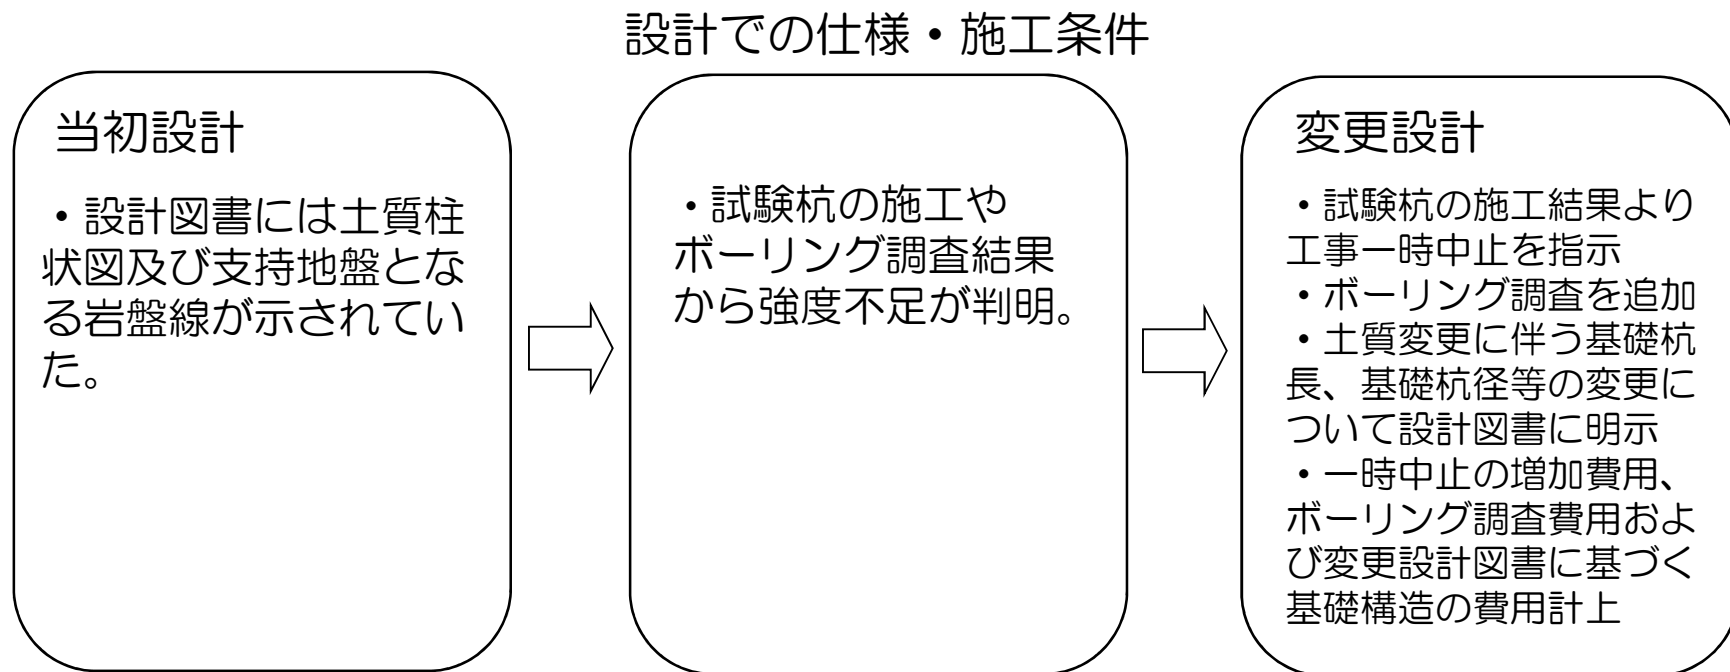 設計での仕様・施工条件
当初設計
・設計図書には土質柱
状図及び支持地盤とな
る岩盤線が示されてい
た。
・試験杭の施工や
ボーリング調査結果
から強度不足が判明。
変更設計
・試験杭の施工結果より
工事一時中止を指示
・ボーリング調査を追加
・土質変更に伴う基礎杭
長、基礎杭径等の変更に
ついて設計図書に明示
・一時中止の増加費用、
ボーリング調査費用およ
び変更設計図書に基づく
基礎構造の費用計上